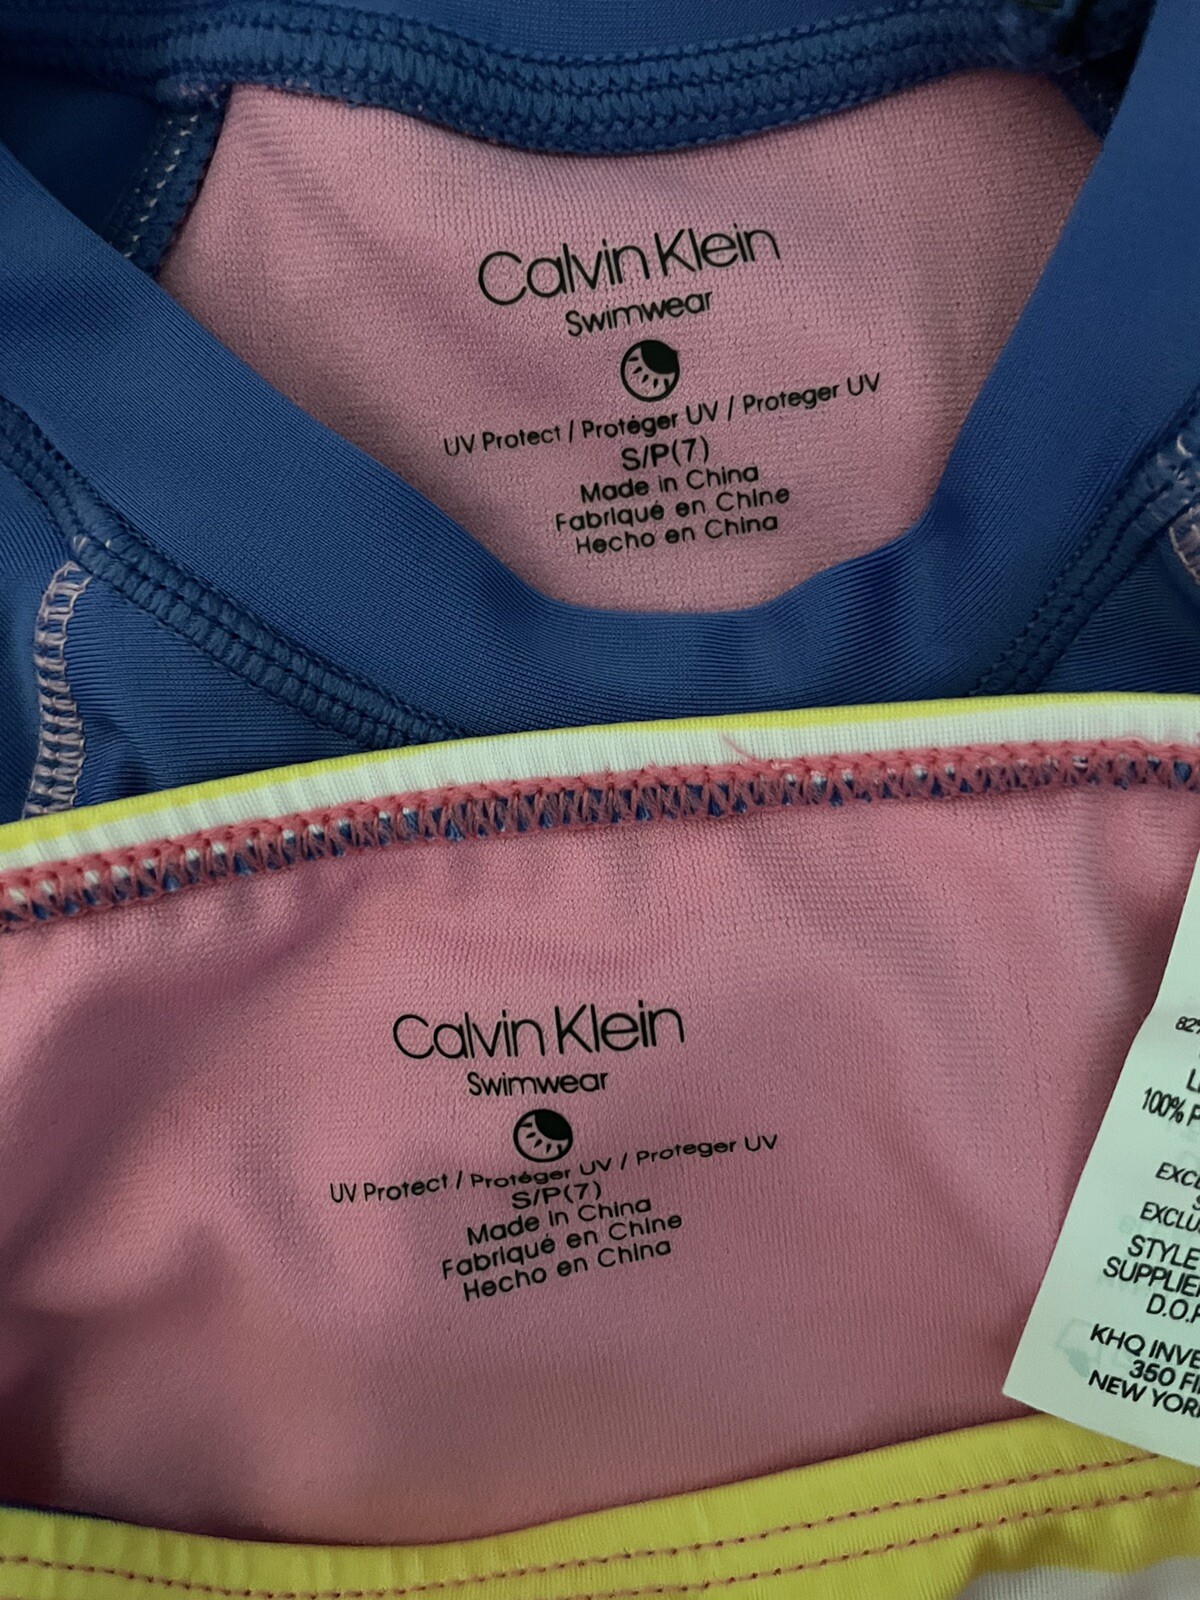 Calvin Klein
Swimwear
UV Protect / Protéger UV / Proteger UV
S/P(7)
Made in China
Fabriqué en Chine
Hecho en China
Calvin Klein
Swimwear
UV Protect / Protéger UV / Proteger UV
S/P(7)
Made in China
Fabriqué en Chine
Hecho en China
100%
STYLE
D.O.
KHQ
350
NEW